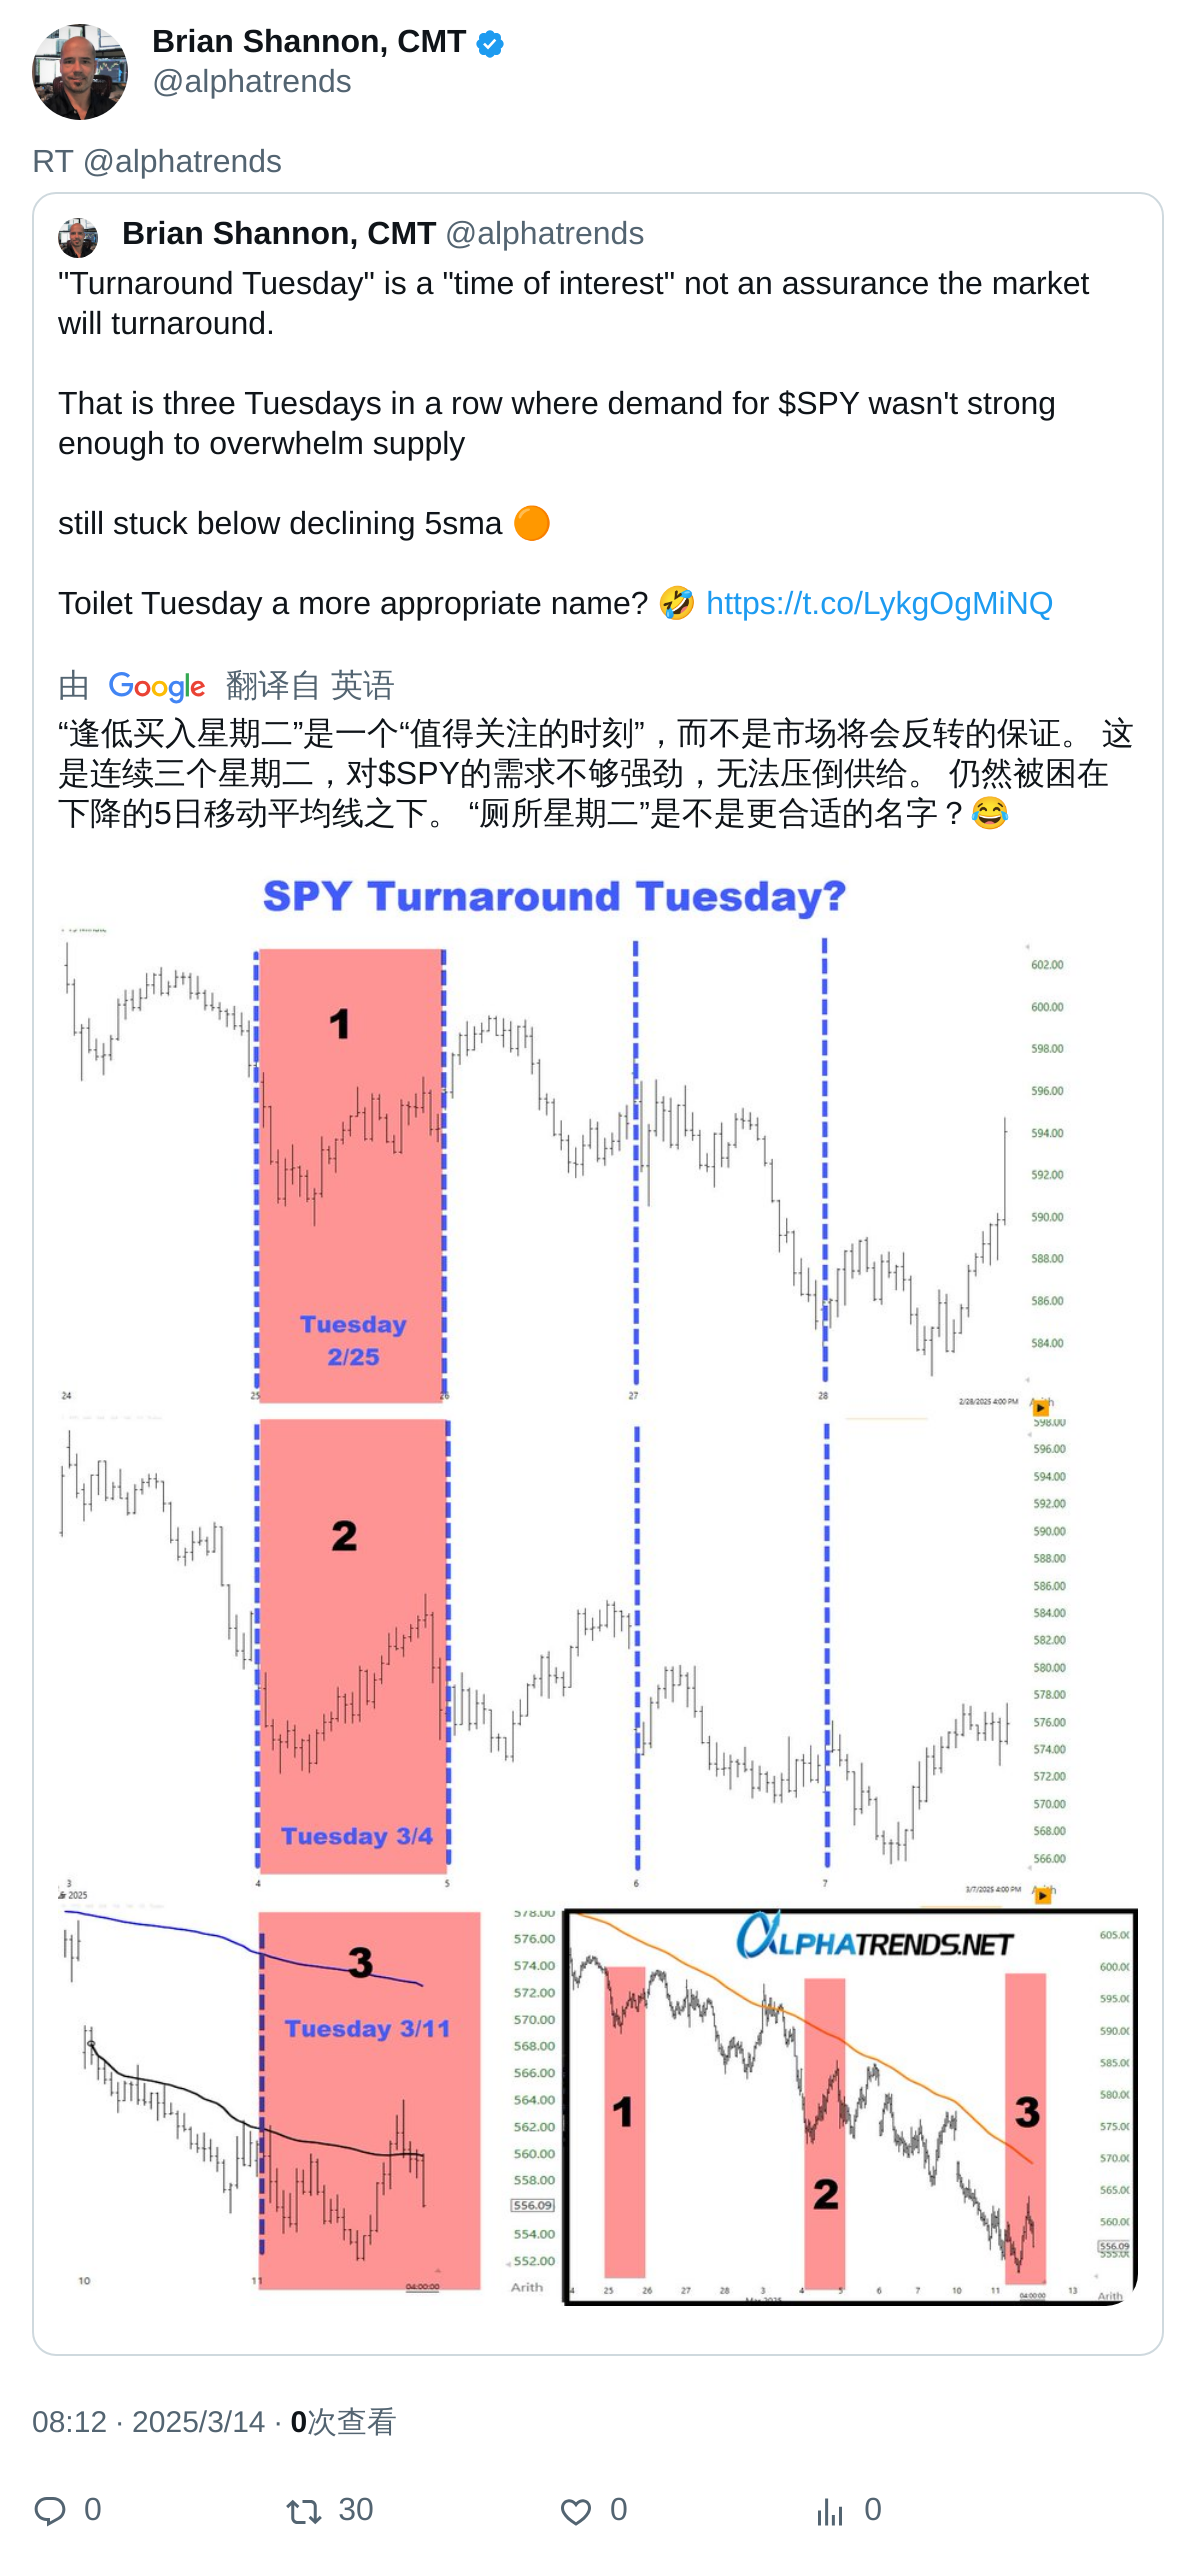 Brian Shannon, CMT
@alphatrends
RT @alphatrends
Brian Shannon, CMT @alphatrends
"Turnaround Tuesday" is a "time of interest" not an assurance the market
will turnaround.
That is three Tuesdays in a row where demand for $SPY wasn't strong
enough to overwhelm supply
still stuck below declining 5sma 🟠
Toilet Tuesday a more appropriate name? 🤣 https://t.co/LykgOgMiNQ
由 Google 翻译自 英语
“逢低买入星期二”是一个“值得关注的时刻”，而不是市场将会反转的保证。 这
是连续三个星期二，对$SPY的需求不够强劲，无法压倒供给。 仍然被困在
下降的5日移动平均线之下。 “厕所星期二”是不是更合适的名字？😂
SPY Turnaround Tuesday?
602.00
600.00
598.00
596.00
594.00
592.00
590.00
588.00
586.00
584.00
1
Tuesday
2/25
24 25 26 27 28
2/28/2025 4:00 PM
598.00
596.00
594.00
592.00
590.00
588.00
586.00
584.00
582.00
580.00
578.00
576.00
574.00
572.00
570.00
568.00
566.00
2
Tuesday 3/4
3 4 5 6 7
2025
3/7/2025 4:00 PM
3
Tuesday 3/11
578.00
576.00
574.00
572.00
570.00
568.00
566.00
564.00
562.00
560.00
558.00
556.09
554.00
552.00
Arith
10 11
04:00:00
ALPHATRENDS.NET
605.00
600.00
595.00
590.00
585.00
580.00
575.00
570.00
565.00
560.00
556.09
555.00
1
2
3
4 25 26 27 28 3 4 5 6 7 10 11 13
Mar 2025
04:00:00
Arith
08:12 · 2025/3/14 · 0次查看
0 30 0 0